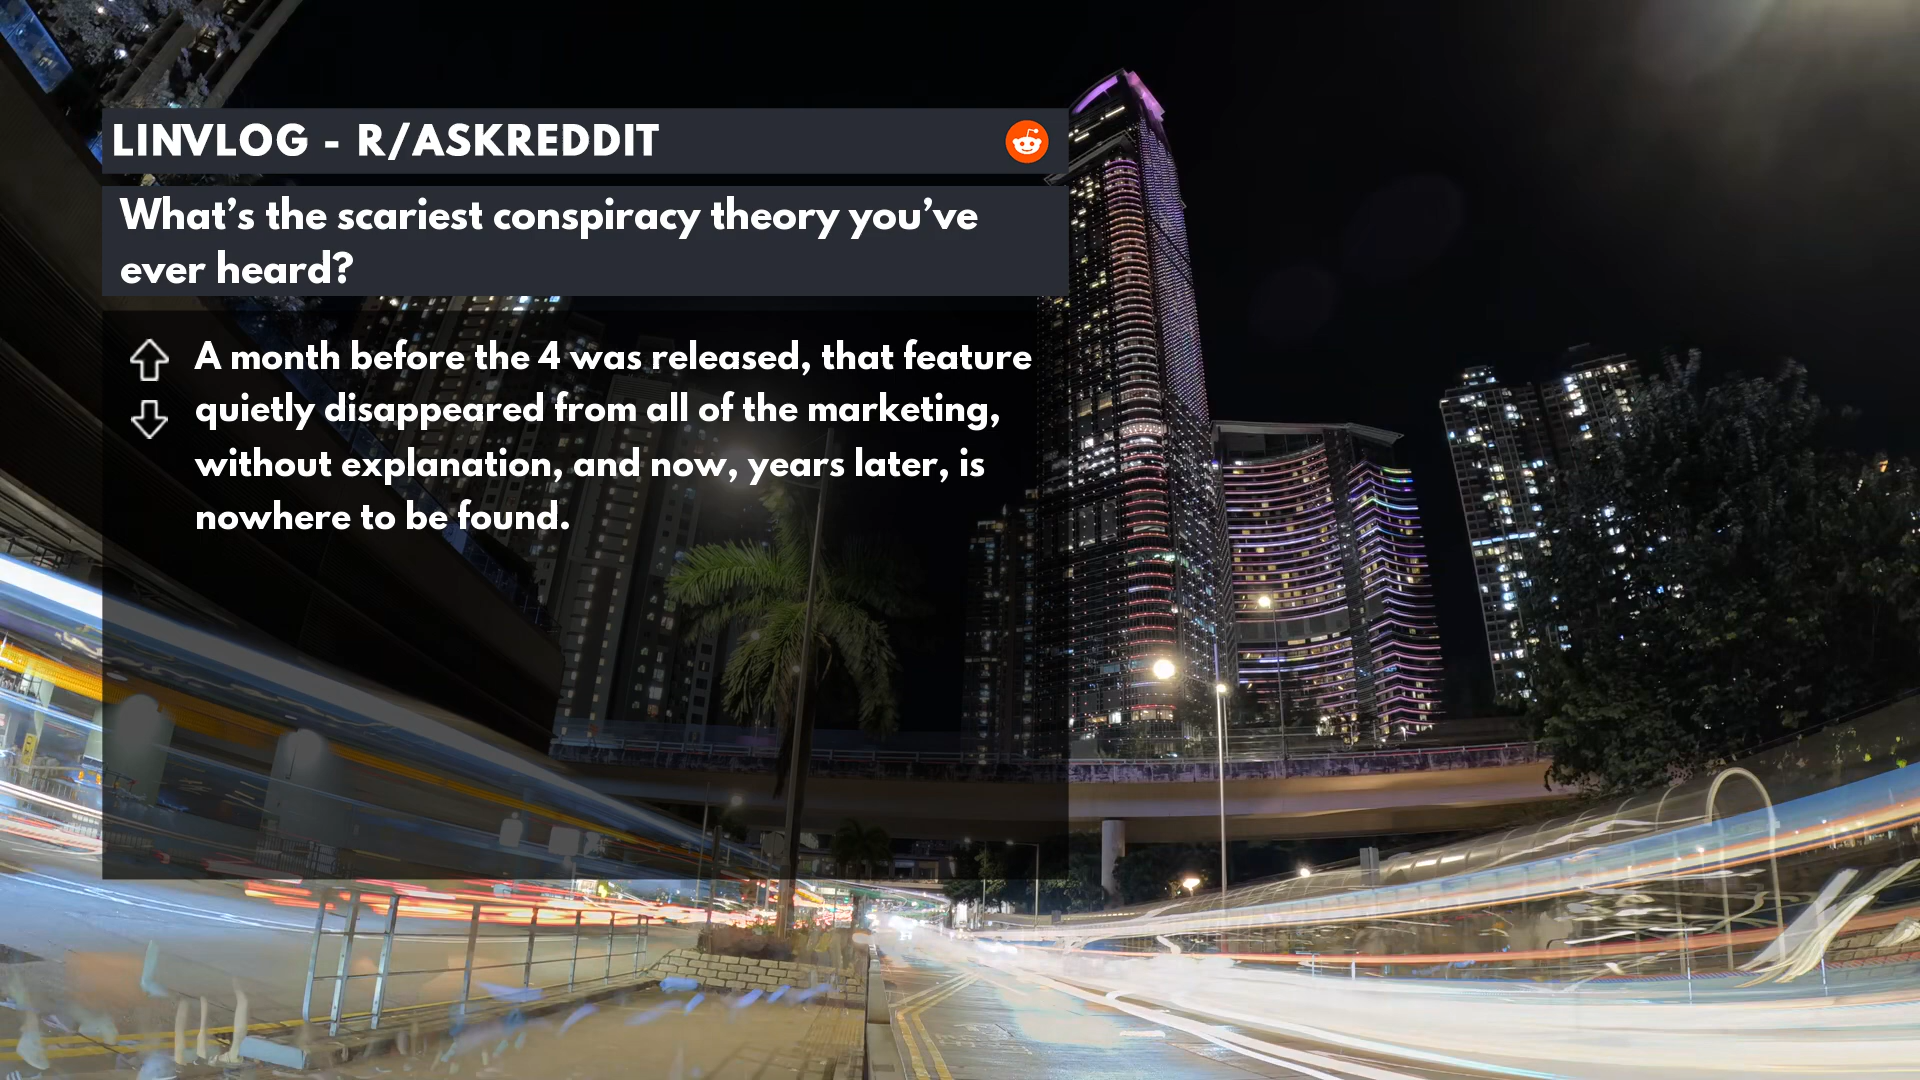 LINVLOG - R/ASKREDDIT
What's the scariest conspiracy theory you've
ever heard?
A month before the 4 was released, that feature
quietly disappeared from all of the marketing,
without explanation, and now, years later, is
nowhere to be found.